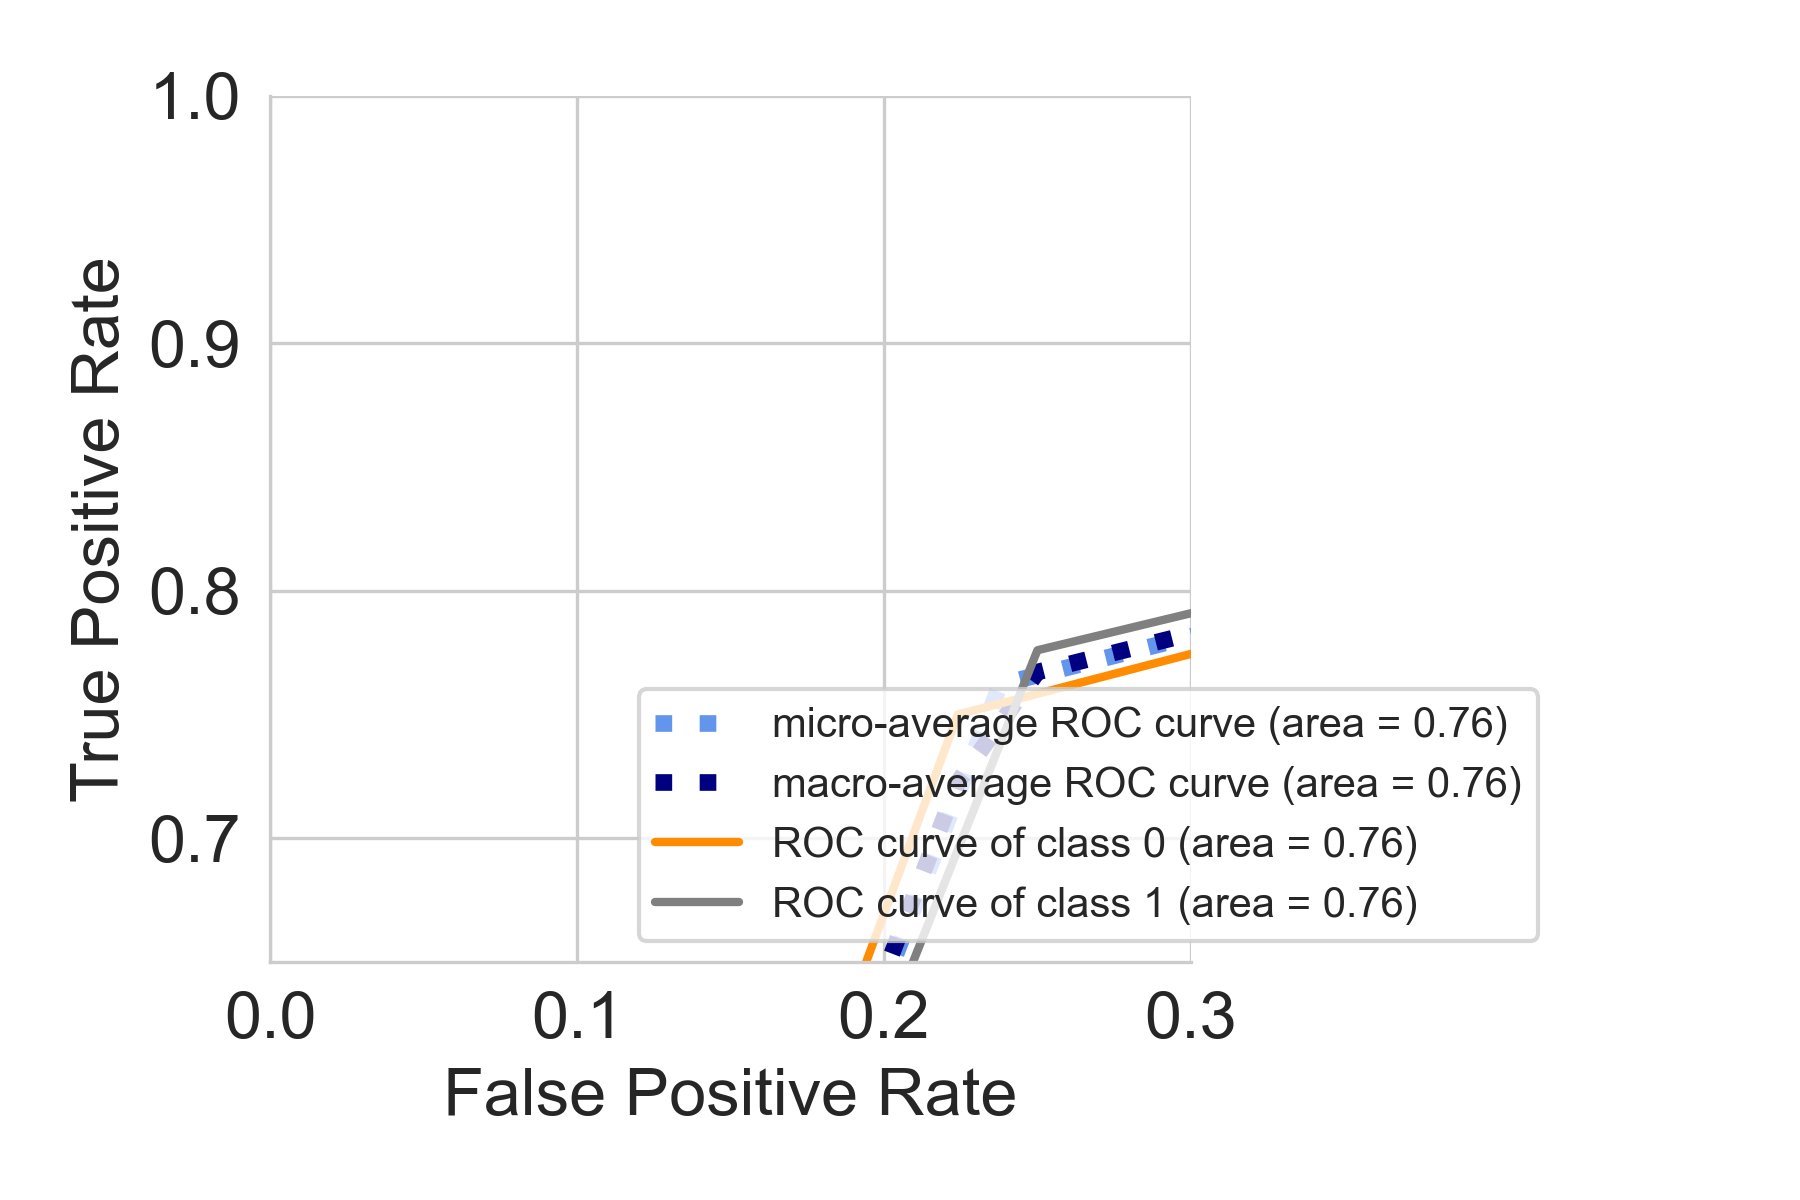 True Positive Rate
1.0
0.9
0.8
0.7
micro-average ROC curve (area = 0.76)
macro-average ROC curve (area = 0.76)
ROC curve of class 0 (area = 0.76)
ROC curve of class 1 (area = 0.76)
0.0 0.1 0.2 0.3
False Positive Rate